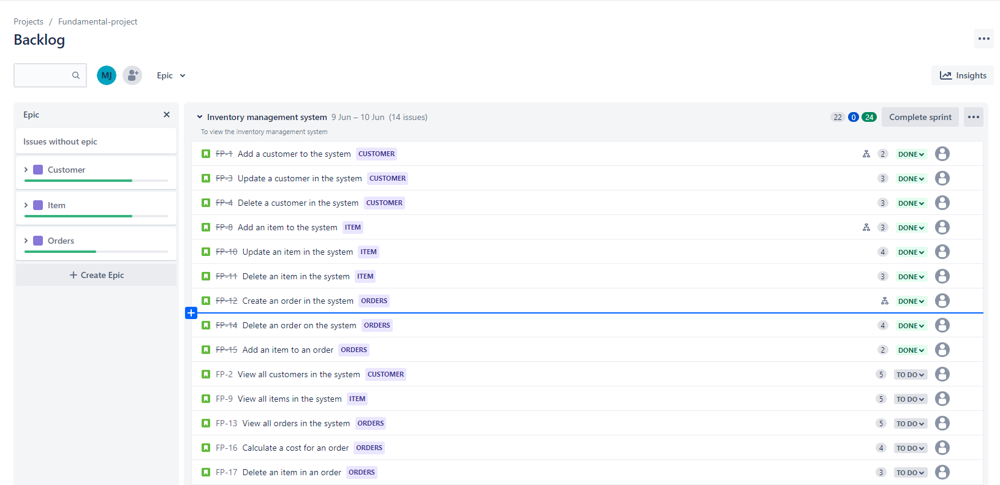 Projects / Fundamental-project
Backlog
MJ Epic
Insights
Epic
Issues without epic
Customer
Item
Orders
+ Create Epic
Inventory management system 9 Jun – 10 Jun (14 issues)
22 0 24 Complete sprint
To view the inventory management system
FP-1 Add a customer to the system CUSTOMER 2 DONE
FP-3 Update a customer in the system CUSTOMER 3 DONE
FP-4 Delete a customer in the system CUSTOMER 3 DONE
FP-8 Add an item to the system ITEM 3 DONE
FP-10 Update an item in the system ITEM 4 DONE
FP-11 Delete an item in the system ITEM 3 DONE
FP-12 Create an order in the system ORDERS DONE
FP-14 Delete an order on the system ORDERS 4 DONE
FP-15 Add an item to an order ORDERS 2 DONE
FP-2 View all customers in the system CUSTOMER 5 TO DO
FP-9 View all items in the system ITEM 5 TO DO
FP-13 View all orders in the system ORDERS 5 TO DO
FP-16 Calculate a cost for an order ORDERS 4 TO DO
FP-17 Delete an item in an order ORDERS 3 TO DO